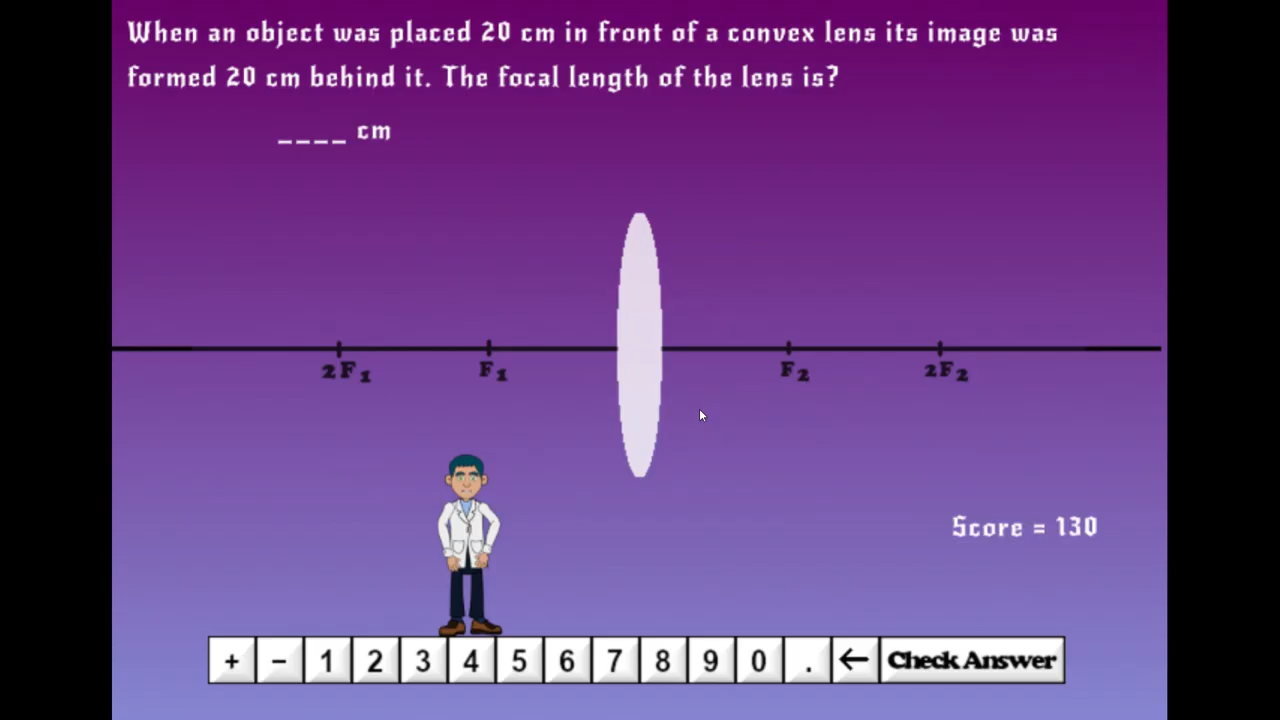 When an object was placed 20 cm in front of a convex lens its image was
formed 20 cm behind it. The focal length of the lens is?
____ cm
2F1 F1 F2 2F2
Score = 130
+ - 1 2 3 4 5 6 7 8 9 0 . ← Check Answer